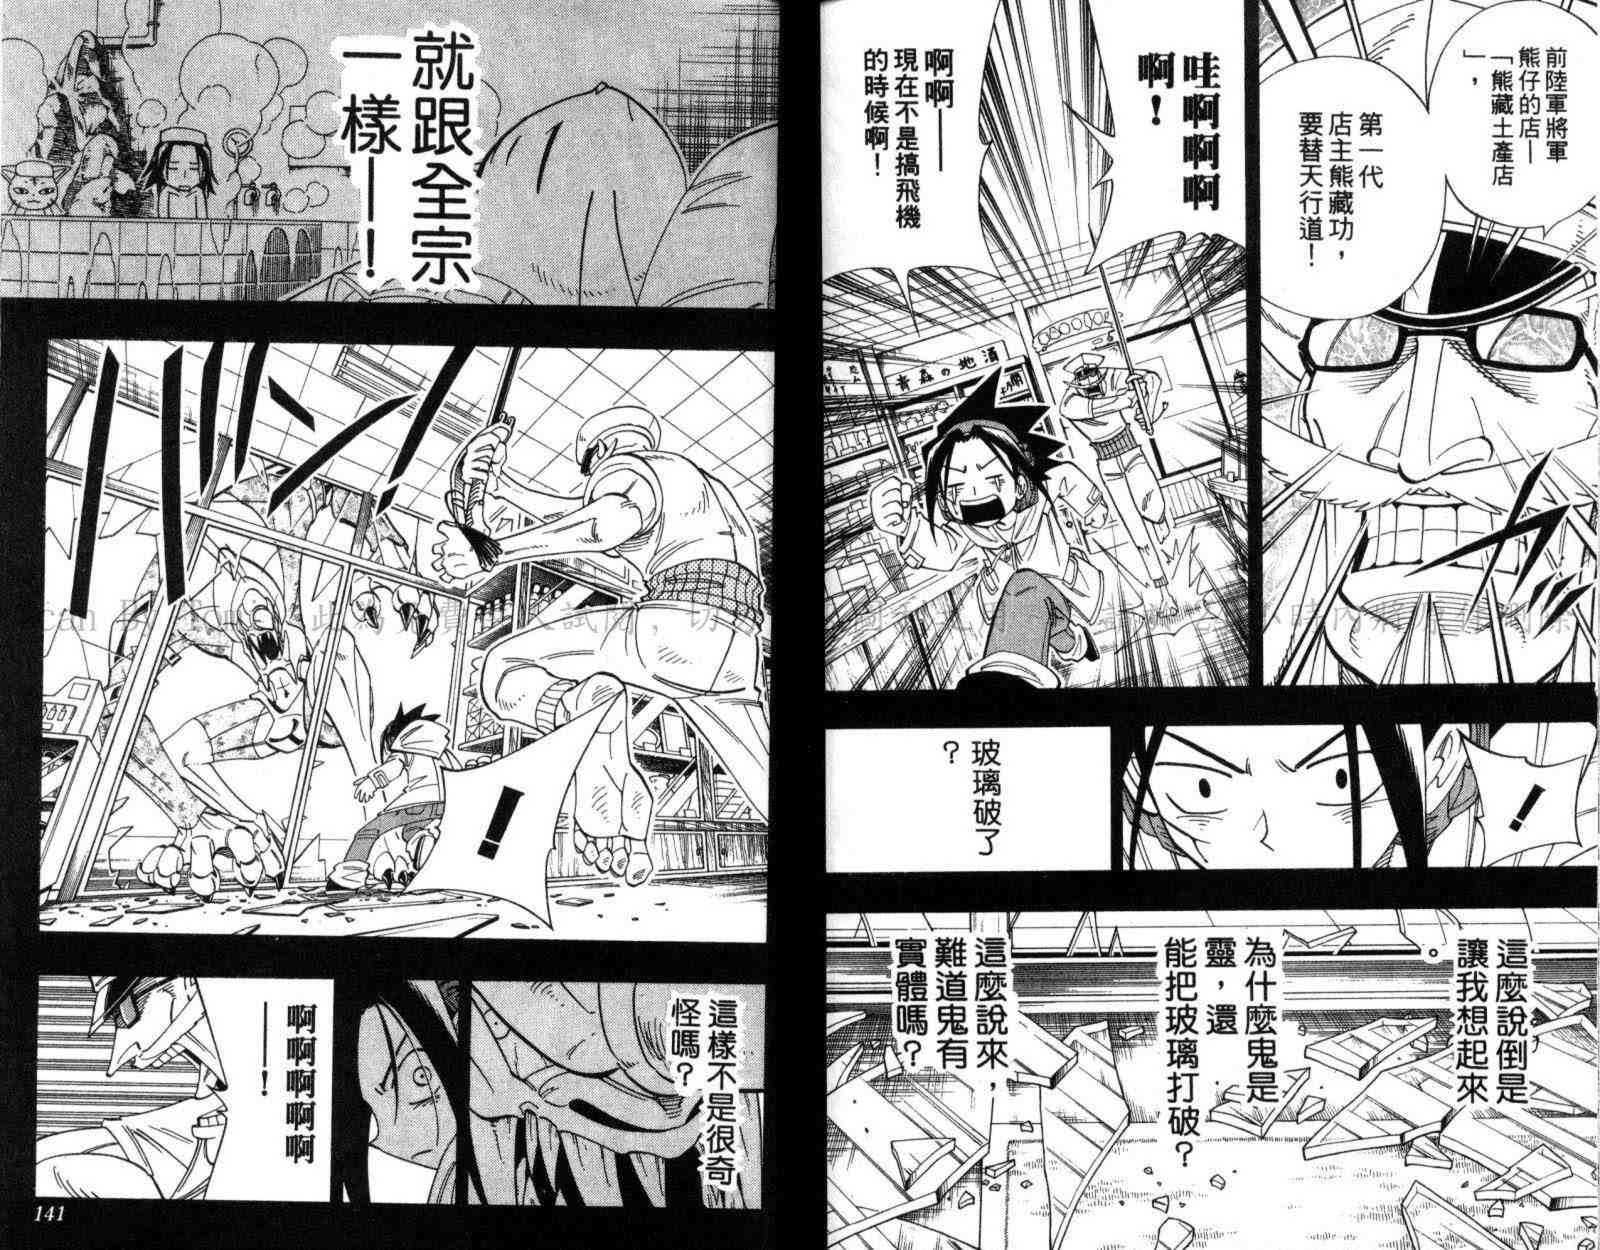 前陸軍將軍
熊仔的店—
「熊藏土產店
」，
第一代
店主熊藏功，
要替天行道！
哇啊啊啊
啊！
啊啊——
現在不是搞飛機
的時候啊！
青森の地酒
！
玻璃破了
？
這麼說倒是
讓我想起來
。
為什麼鬼是
靈，還
能把玻璃打破？
這麼說來，
難道鬼有
實體嗎？
就跟全宗
一樣——！
ババババン
！
這樣不是很奇
怪嗎？
啊啊啊啊啊
——！
141